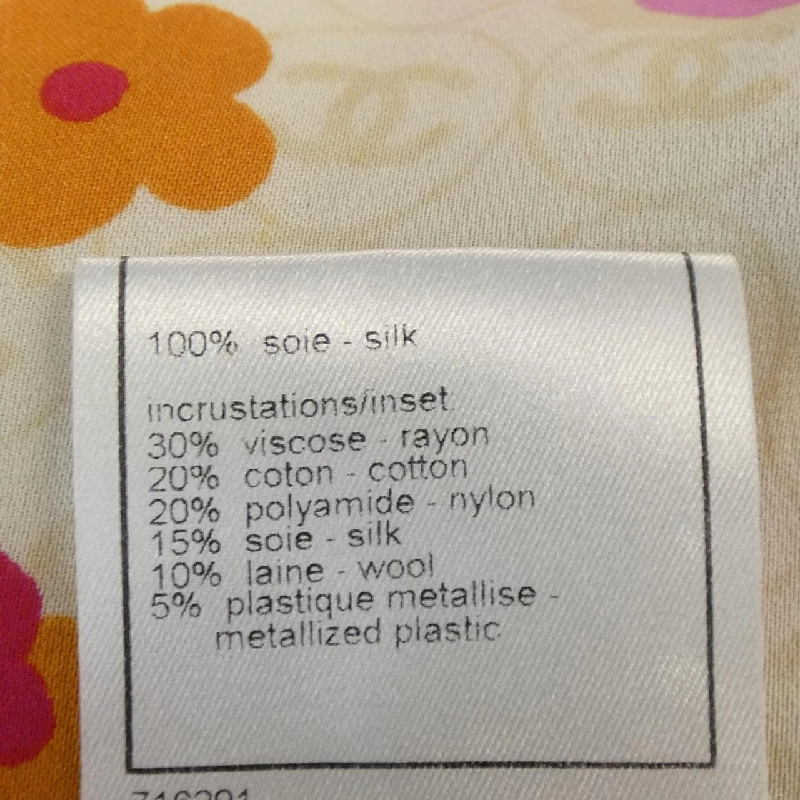 100% soie - silk
incrustations/inset
30% viscose - rayon
20% coton - cotton
20% polyamide - nylon
15% soie - silk
10% laine - wool
5% plastique metallise -
metallized plastic